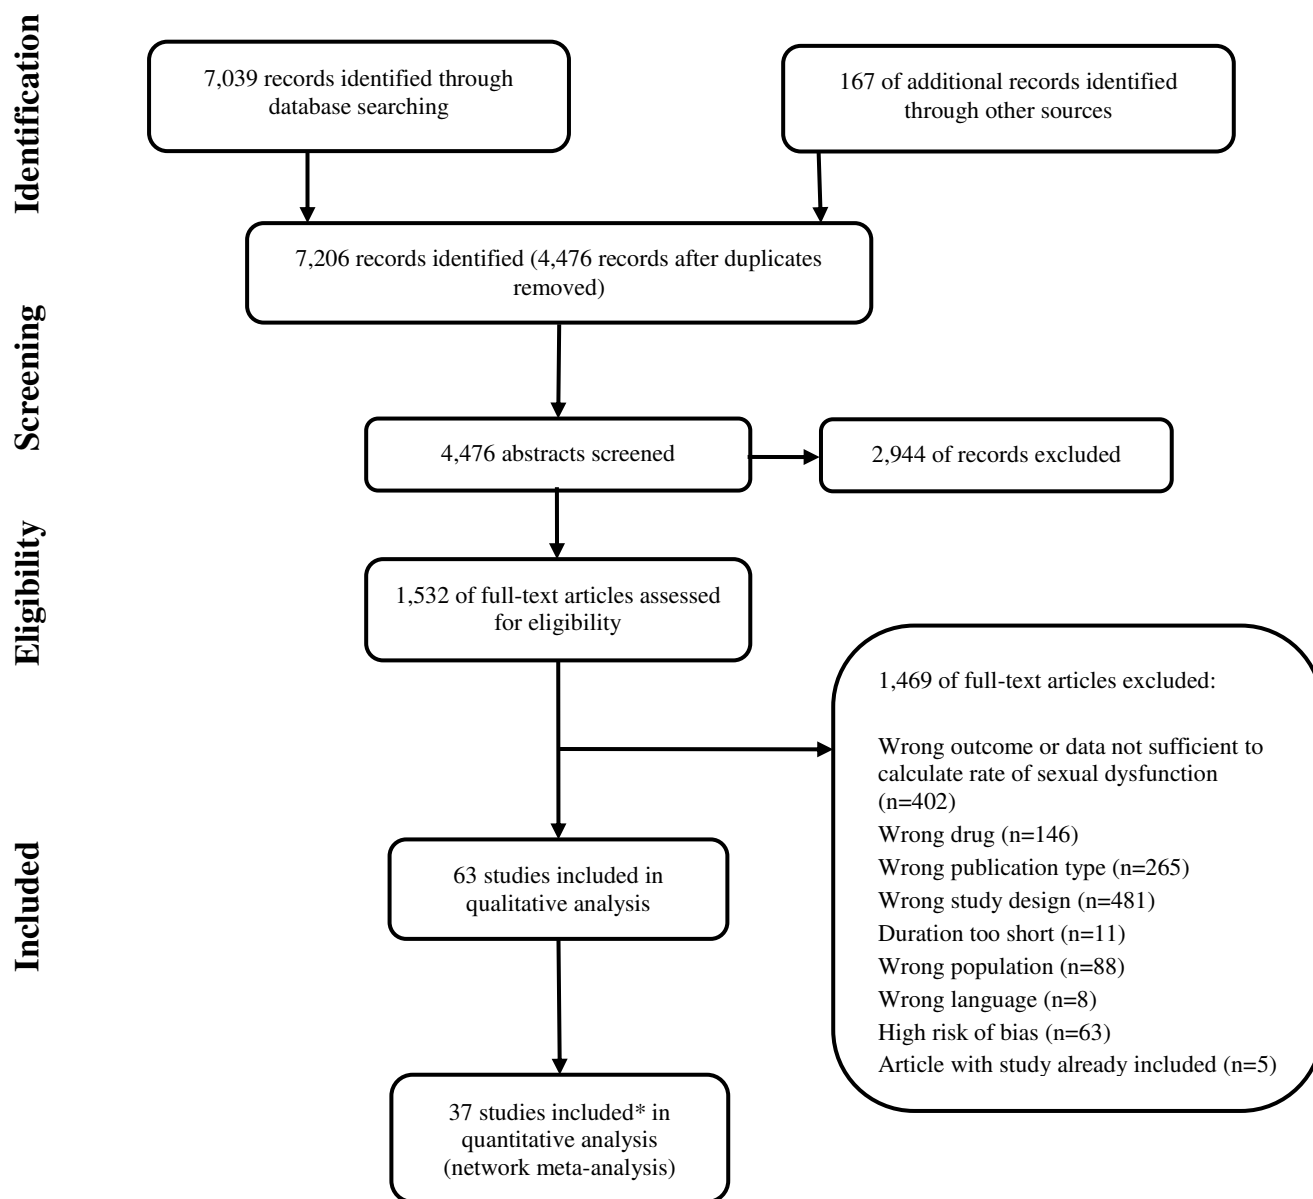 Identification
7,039 records identified through
database searching
167 of additional records identified
through other sources
7,206 records identified (4,476 records after duplicates
removed)
Screening
4,476 abstracts screened
2,944 of records excluded
Eligibility
1,532 of full-text articles assessed
for eligibility
1,469 of full-text articles excluded:
Wrong outcome or data not sufficient to
calculate rate of sexual dysfunction
(n=402)
Wrong drug (n=146)
Wrong publication type (n=265)
Wrong study design (n=481)
Duration too short (n=11)
Wrong population (n=88)
Wrong language (n=8)
High risk of bias (n=63)
Article with study already included (n=5)
Included
63 studies included in
qualitative analysis
37 studies included* in
quantitative analysis
(network meta-analysis)